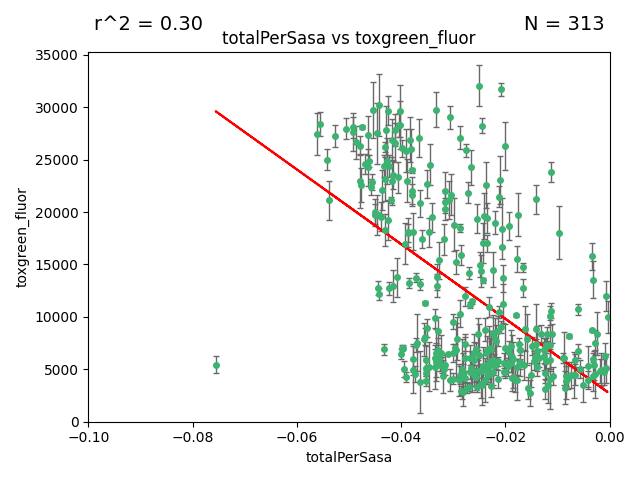 r^2 = 0.30
N = 313
totalPerSasa vs toxgreen_fluor
35000
30000
25000
20000
15000
10000
5000
0
toxgreen_fluor
−0.10
−0.08
−0.06
−0.04
−0.02
0.00
totalPerSasa